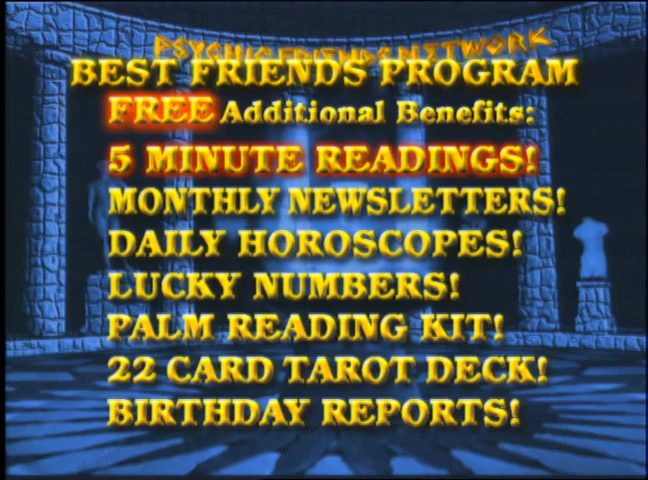 PSYCHIC FRIENDS NETWORK
BEST FRIENDS PROGRAM
FREE Additional Benefits:
5 MINUTE READINGS!
MONTHLY NEWSLETTERS!
DAILY HOROSCOPES!
LUCKY NUMBERS!
PALM READING KIT!
22 CARD TAROT DECK!
BIRTHDAY REPORTS!